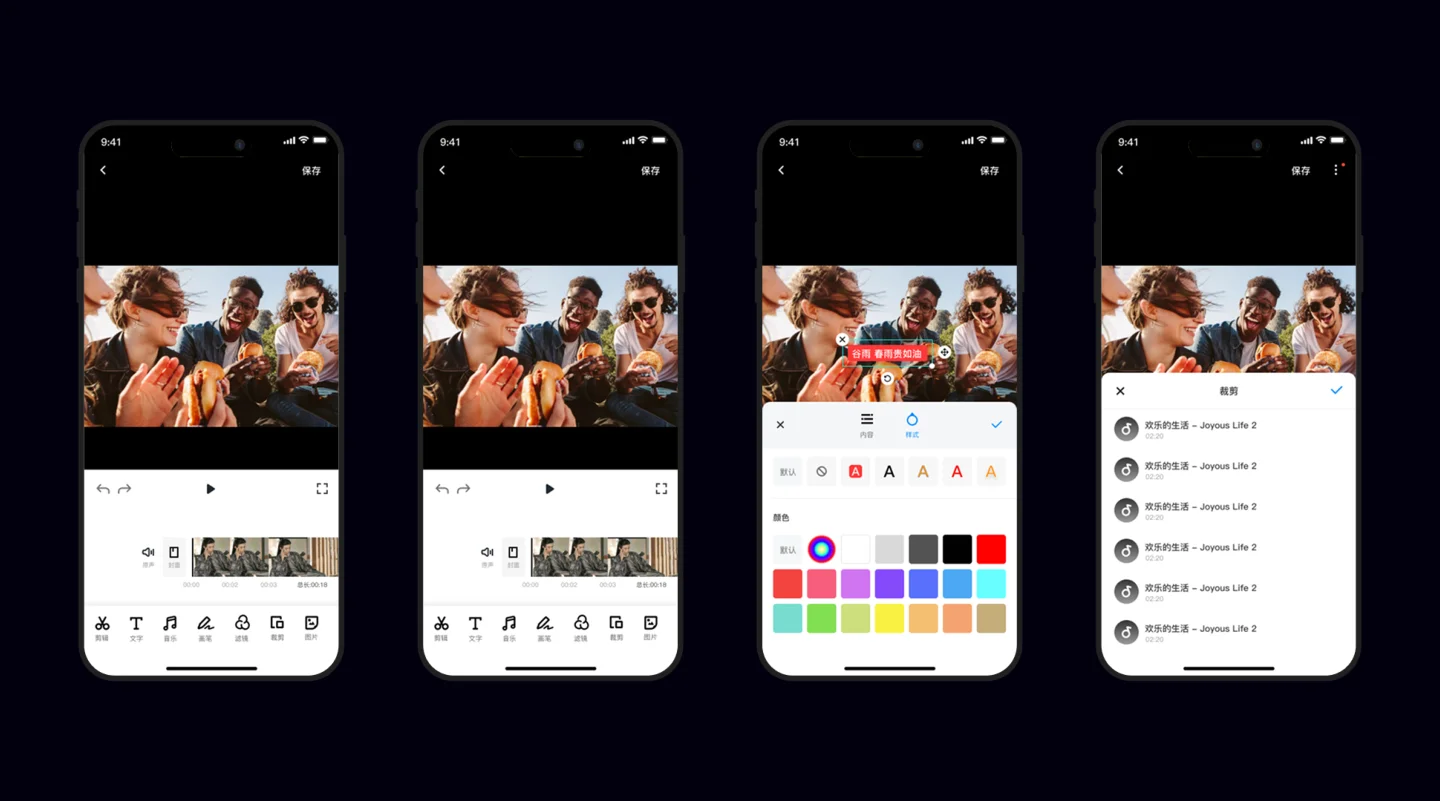 9:41
保存
原声
封面
00:00 00:02 00:03 总长:00:18
剪辑 文字 音乐 画笔 滤镜 裁剪 图片
9:41
保存
原声
封面
00:00 00:02 00:03 总长:00:18
剪辑 文字 音乐 画笔 滤镜 裁剪 图片
9:41
保存
谷雨 春雨贵如油
内容 样式
默认 A A A A A
颜色
默认
9:41
保存
裁剪
欢乐的生活 – Joyous Life 2
02:20
欢乐的生活 – Joyous Life 2
02:20
欢乐的生活 – Joyous Life 2
02:20
欢乐的生活 – Joyous Life 2
02:20
欢乐的生活 – Joyous Life 2
02:20
欢乐的生活 – Joyous Life 2
02:20